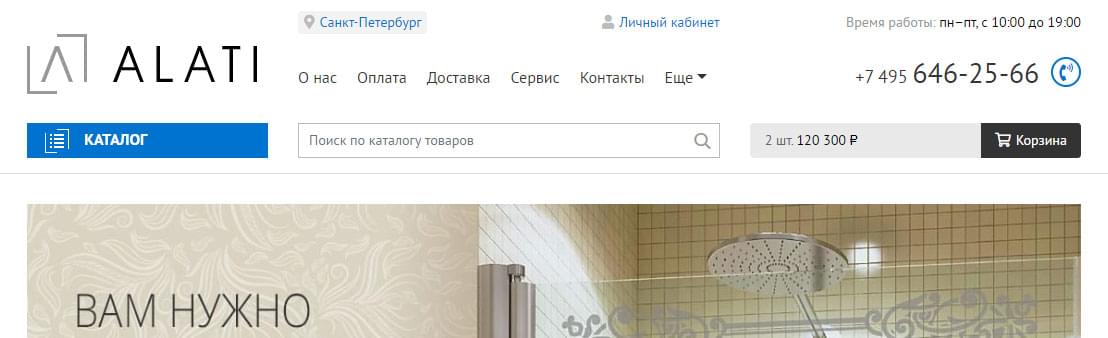 Санкт-Петербург
Личный кабинет
Время работы: пн–пт, с 10:00 до 19:00
ALATI
О нас Оплата Доставка Сервис Контакты Еще
+7 495 646-25-66
КАТАЛОГ
Поиск по каталогу товаров
2 шт. 120 300 ₽
Корзина
ВАМ НУЖНО